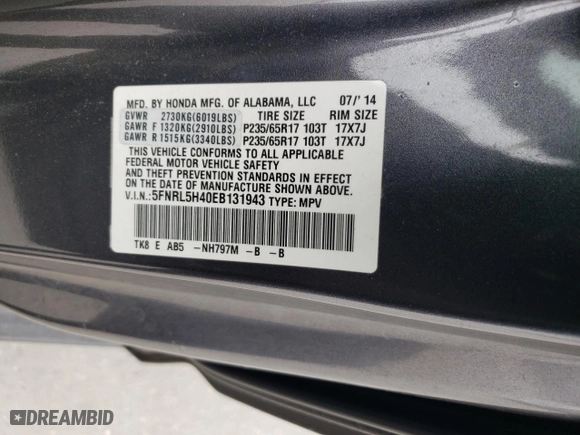 MFD. BY HONDA MFG. OF ALABAMA, LLC 07/'14
GVWR 2730KG(6019LBS) TIRE SIZE RIM SIZE
GAWR F 1320KG(2910LBS) P235/65R17 103T 17X7J
GAWR R 1515KG(3340LBS) P235/65R17 103T 17X7J
THIS VEHICLE CONFORMS TO ALL APPLICABLE
FEDERAL MOTOR VEHICLE SAFETY
AND THEFT PREVENTION STANDARDS IN EFFECT ON
THE DATE OF MANUFACTURE SHOWN ABOVE.
V.I.N.:5FNRL5H40EB131943 TYPE: MPV
TK8 E AB5 -NH797M -B -B
DREAMBID